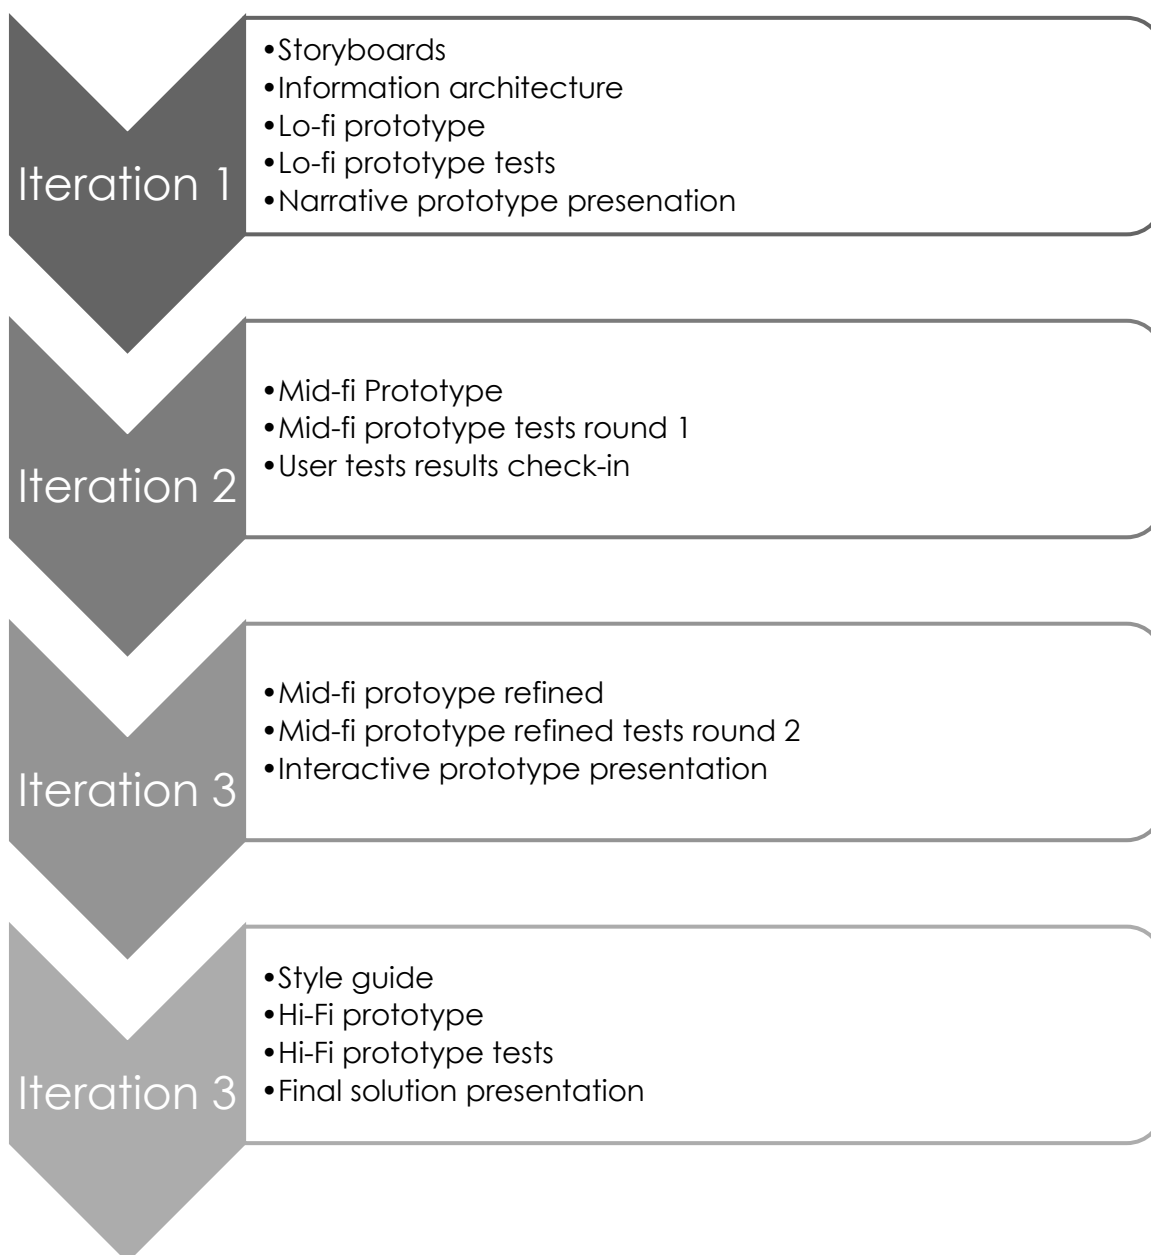 Iteration 1
•Storyboards
•Information architecture
•Lo-fi prototype
•Lo-fi prototype tests
•Narrative prototype presenation
Iteration 2
•Mid-fi Prototype
•Mid-fi prototype tests round 1
•User tests results check-in
Iteration 3
•Mid-fi protoype refined
•Mid-fi prototype refined tests round 2
•Interactive prototype presentation
Iteration 3
•Style guide
•Hi-Fi prototype
•Hi-Fi prototype tests
•Final solution presentation